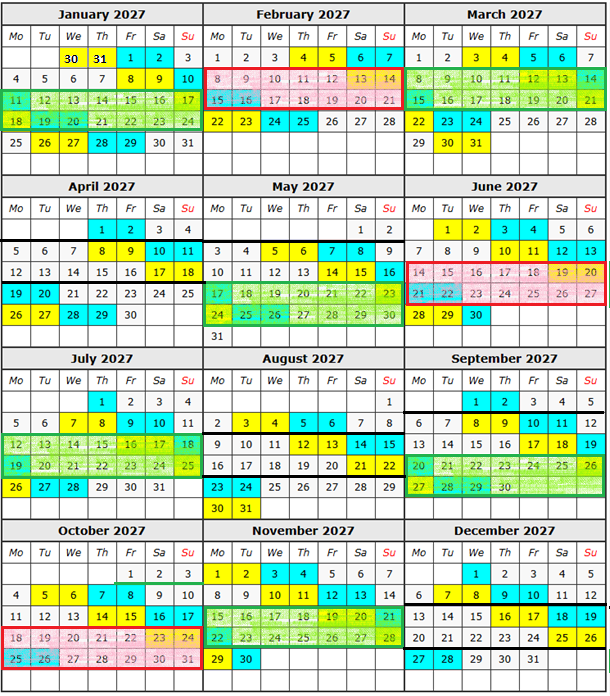 January 2027
Mo Tu We Th Fr Sa Su
30 31 1 2 3
4 5 6 7 8 9 10
11 12 13 14 15 16 17
18 19 20 21 22 23 24
25 26 27 28 29 30 31
February 2027
Mo Tu We Th Fr Sa Su
1 2 3 4 5 6 7
8 9 10 11 12 13 14
15 16 17 18 19 20 21
22 23 24 25 26 27 28
March 2027
Mo Tu We Th Fr Sa Su
1 2 3 4 5 6 7
8 9 10 11 12 13 14
15 16 17 18 19 20 21
22 23 24 25 26 27 28
29 30 31
April 2027
Mo Tu We Th Fr Sa Su
1 2 3 4
5 6 7 8 9 10 11
12 13 14 15 16 17 18
19 20 21 22 23 24 25
26 27 28 29 30
May 2027
Mo Tu We Th Fr Sa Su
1 2
3 4 5 6 7 8 9
10 11 12 13 14 15 16
17 18 19 20 21 22 23
24 25 26 27 28 29 30
31
June 2027
Mo Tu We Th Fr Sa Su
1 2 3 4 5 6
7 8 9 10 11 12 13
14 15 16 17 18 19 20
21 22 23 24 25 26 27
28 29 30
July 2027
Mo Tu We Th Fr Sa Su
1 2 3 4
5 6 7 8 9 10 11
12 13 14 15 16 17 18
19 20 21 22 23 24 25
26 27 28 29 30 31
August 2027
Mo Tu We Th Fr Sa Su
1
2 3 4 5 6 7 8
9 10 11 12 13 14 15
16 17 18 19 20 21 22
23 24 25 26 27 28 29
30 31
September 2027
Mo Tu We Th Fr Sa Su
1 2 3 4 5
6 7 8 9 10 11 12
13 14 15 16 17 18 19
20 21 22 23 24 25 26
27 28 29 30
October 2027
Mo Tu We Th Fr Sa Su
1 2 3
4 5 6 7 8 9 10
11 12 13 14 15 16 17
18 19 20 21 22 23 24
25 26 27 28 29 30 31
November 2027
Mo Tu We Th Fr Sa Su
1 2 3 4 5 6 7
8 9 10 11 12 13 14
15 16 17 18 19 20 21
22 23 24 25 26 27 28
29 30
December 2027
Mo Tu We Th Fr Sa Su
1 2 3 4 5
6 7 8 9 10 11 12
13 14 15 16 17 18 19
20 21 22 23 24 25 26
27 28 29 30 31